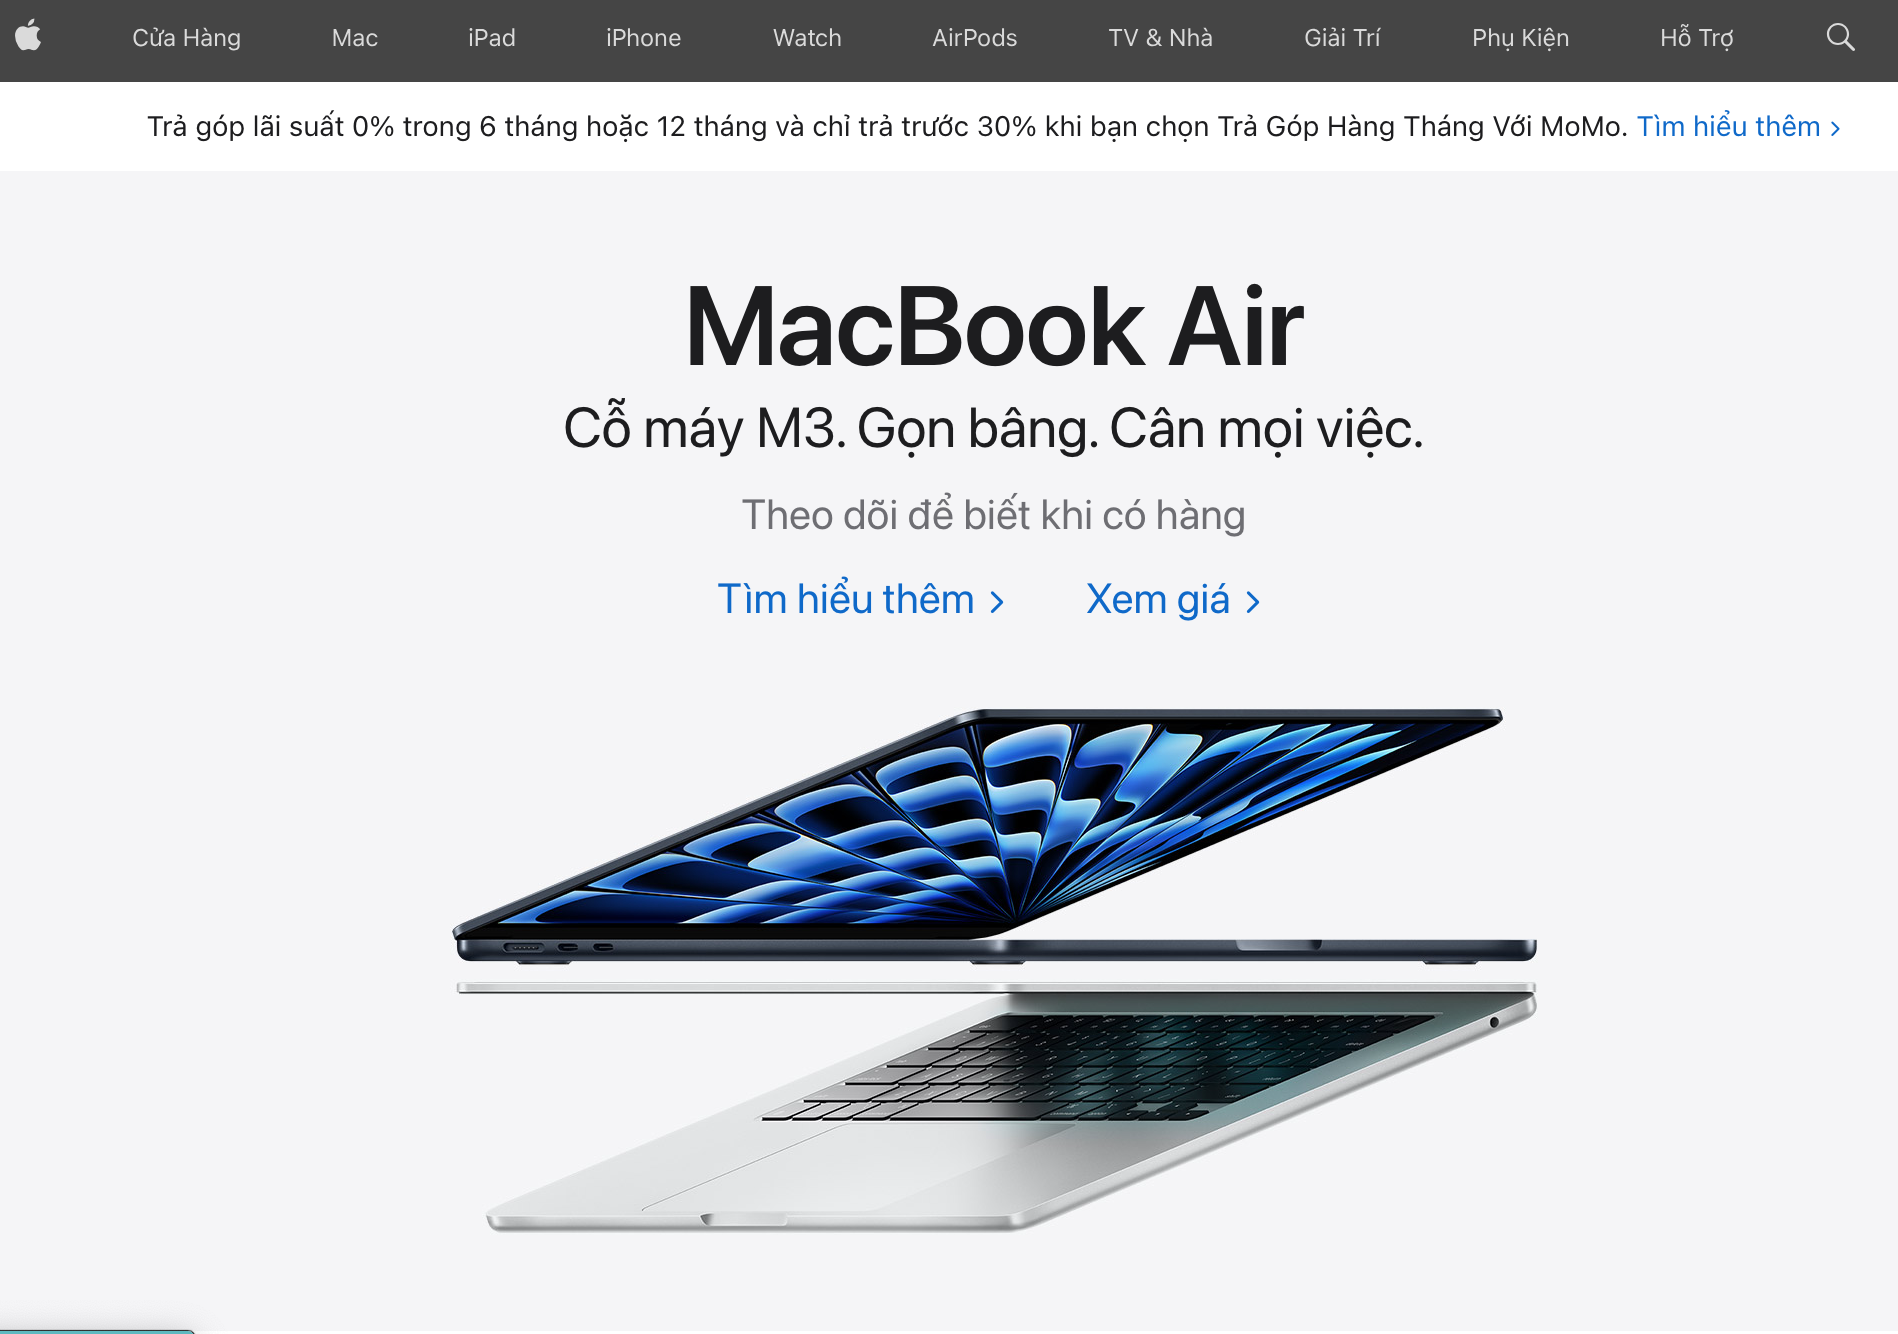 Cửa Hàng Mac iPad iPhone Watch AirPods TV & Nhà Giải Trí Phụ Kiện Hỗ Trợ
Trả góp lãi suất 0% trong 6 tháng hoặc 12 tháng và chỉ trả trước 30% khi bạn chọn Trả Góp Hàng Tháng Với MoMo. Tìm hiểu thêm >
MacBook Air
Cỗ máy M3. Gọn bâng. Cân mọi việc.
Theo dõi để biết khi có hàng
Tìm hiểu thêm > Xem giá >